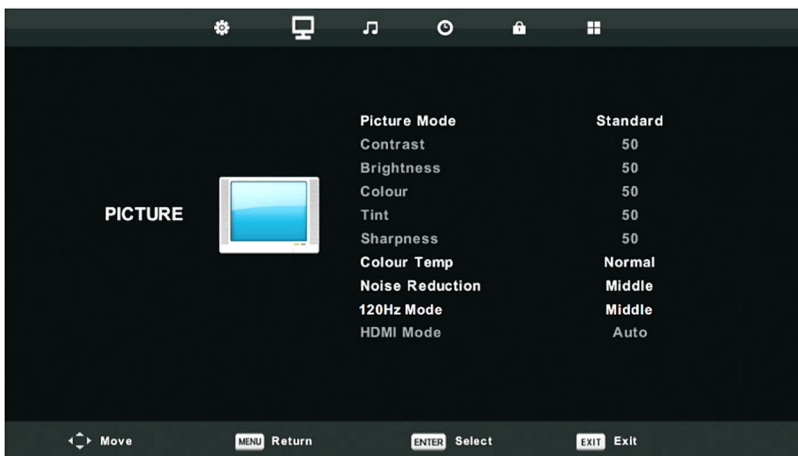 Picture Mode Standard
Contrast 50
Brightness 50
Colour 50
PICTURE
Tint 50
Sharpness 50
Colour Temp Normal
Noise Reduction Middle
120Hz Mode Middle
HDMI Mode Auto
Move MENU Return ENTER Select EXIT Exit